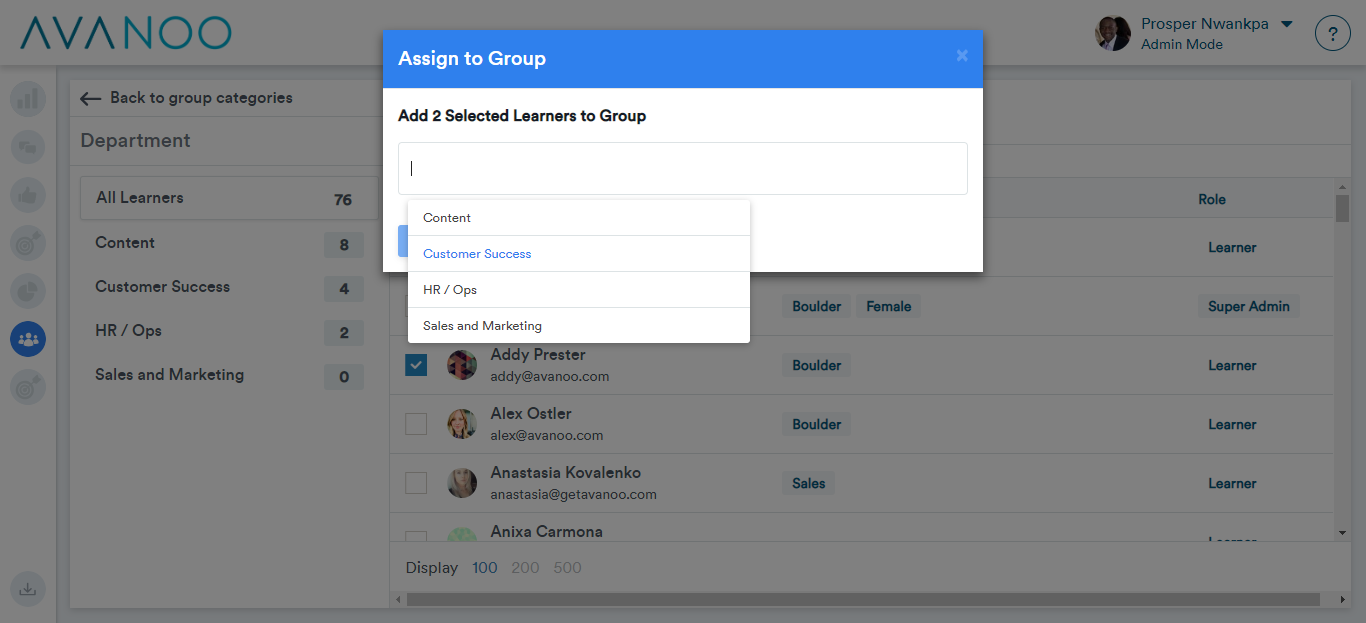 AVANOO
Prosper Nwankpa
Admin Mode
?
Assign to Group
×
Add 2 Selected Learners to Group
Content
Customer Success
HR / Ops
Sales and Marketing
Back to group categories
Department
All Learners 76
Content 8
Customer Success 4
HR / Ops 2
Sales and Marketing 0
Role
Learner
Boulder Female Super Admin
Addy Prester
addy@avanoo.com
Boulder
Learner
Alex Ostler
alex@avanoo.com
Boulder
Learner
Anastasia Kovalenko
anastasia@getavanoo.com
Sales
Learner
Anixa Carmona
Learner
Display 100 200 500